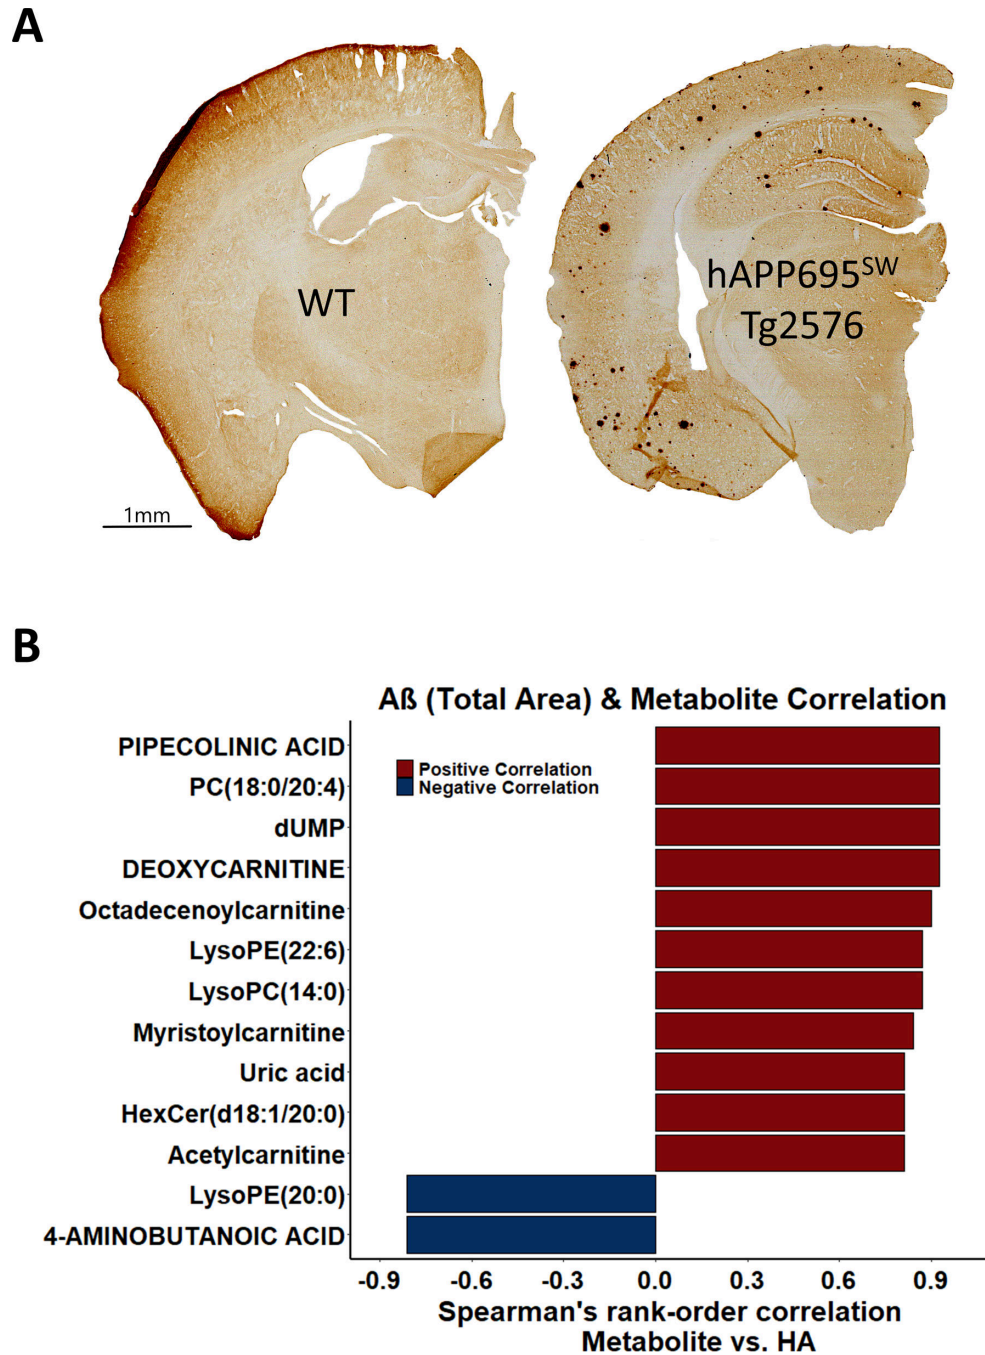 A
WT
hAPP695SW
Tg2576
1mm
B
Aß (Total Area) & Metabolite Correlation
Positive Correlation
Negative Correlation
PIPECOLINIC ACID
PC(18:0/20:4)
dUMP
DEOXYCARNITINE
Octadecenoylcarnitine
LysoPE(22:6)
LysoPC(14:0)
Myristoylcarnitine
Uric acid
HexCer(d18:1/20:0)
Acetylcarnitine
LysoPE(20:0)
4-AMINOBUTANOIC ACID
-0.9 -0.6 -0.3 0.0 0.3 0.6 0.9
Spearman's rank-order correlation
Metabolite vs. HA